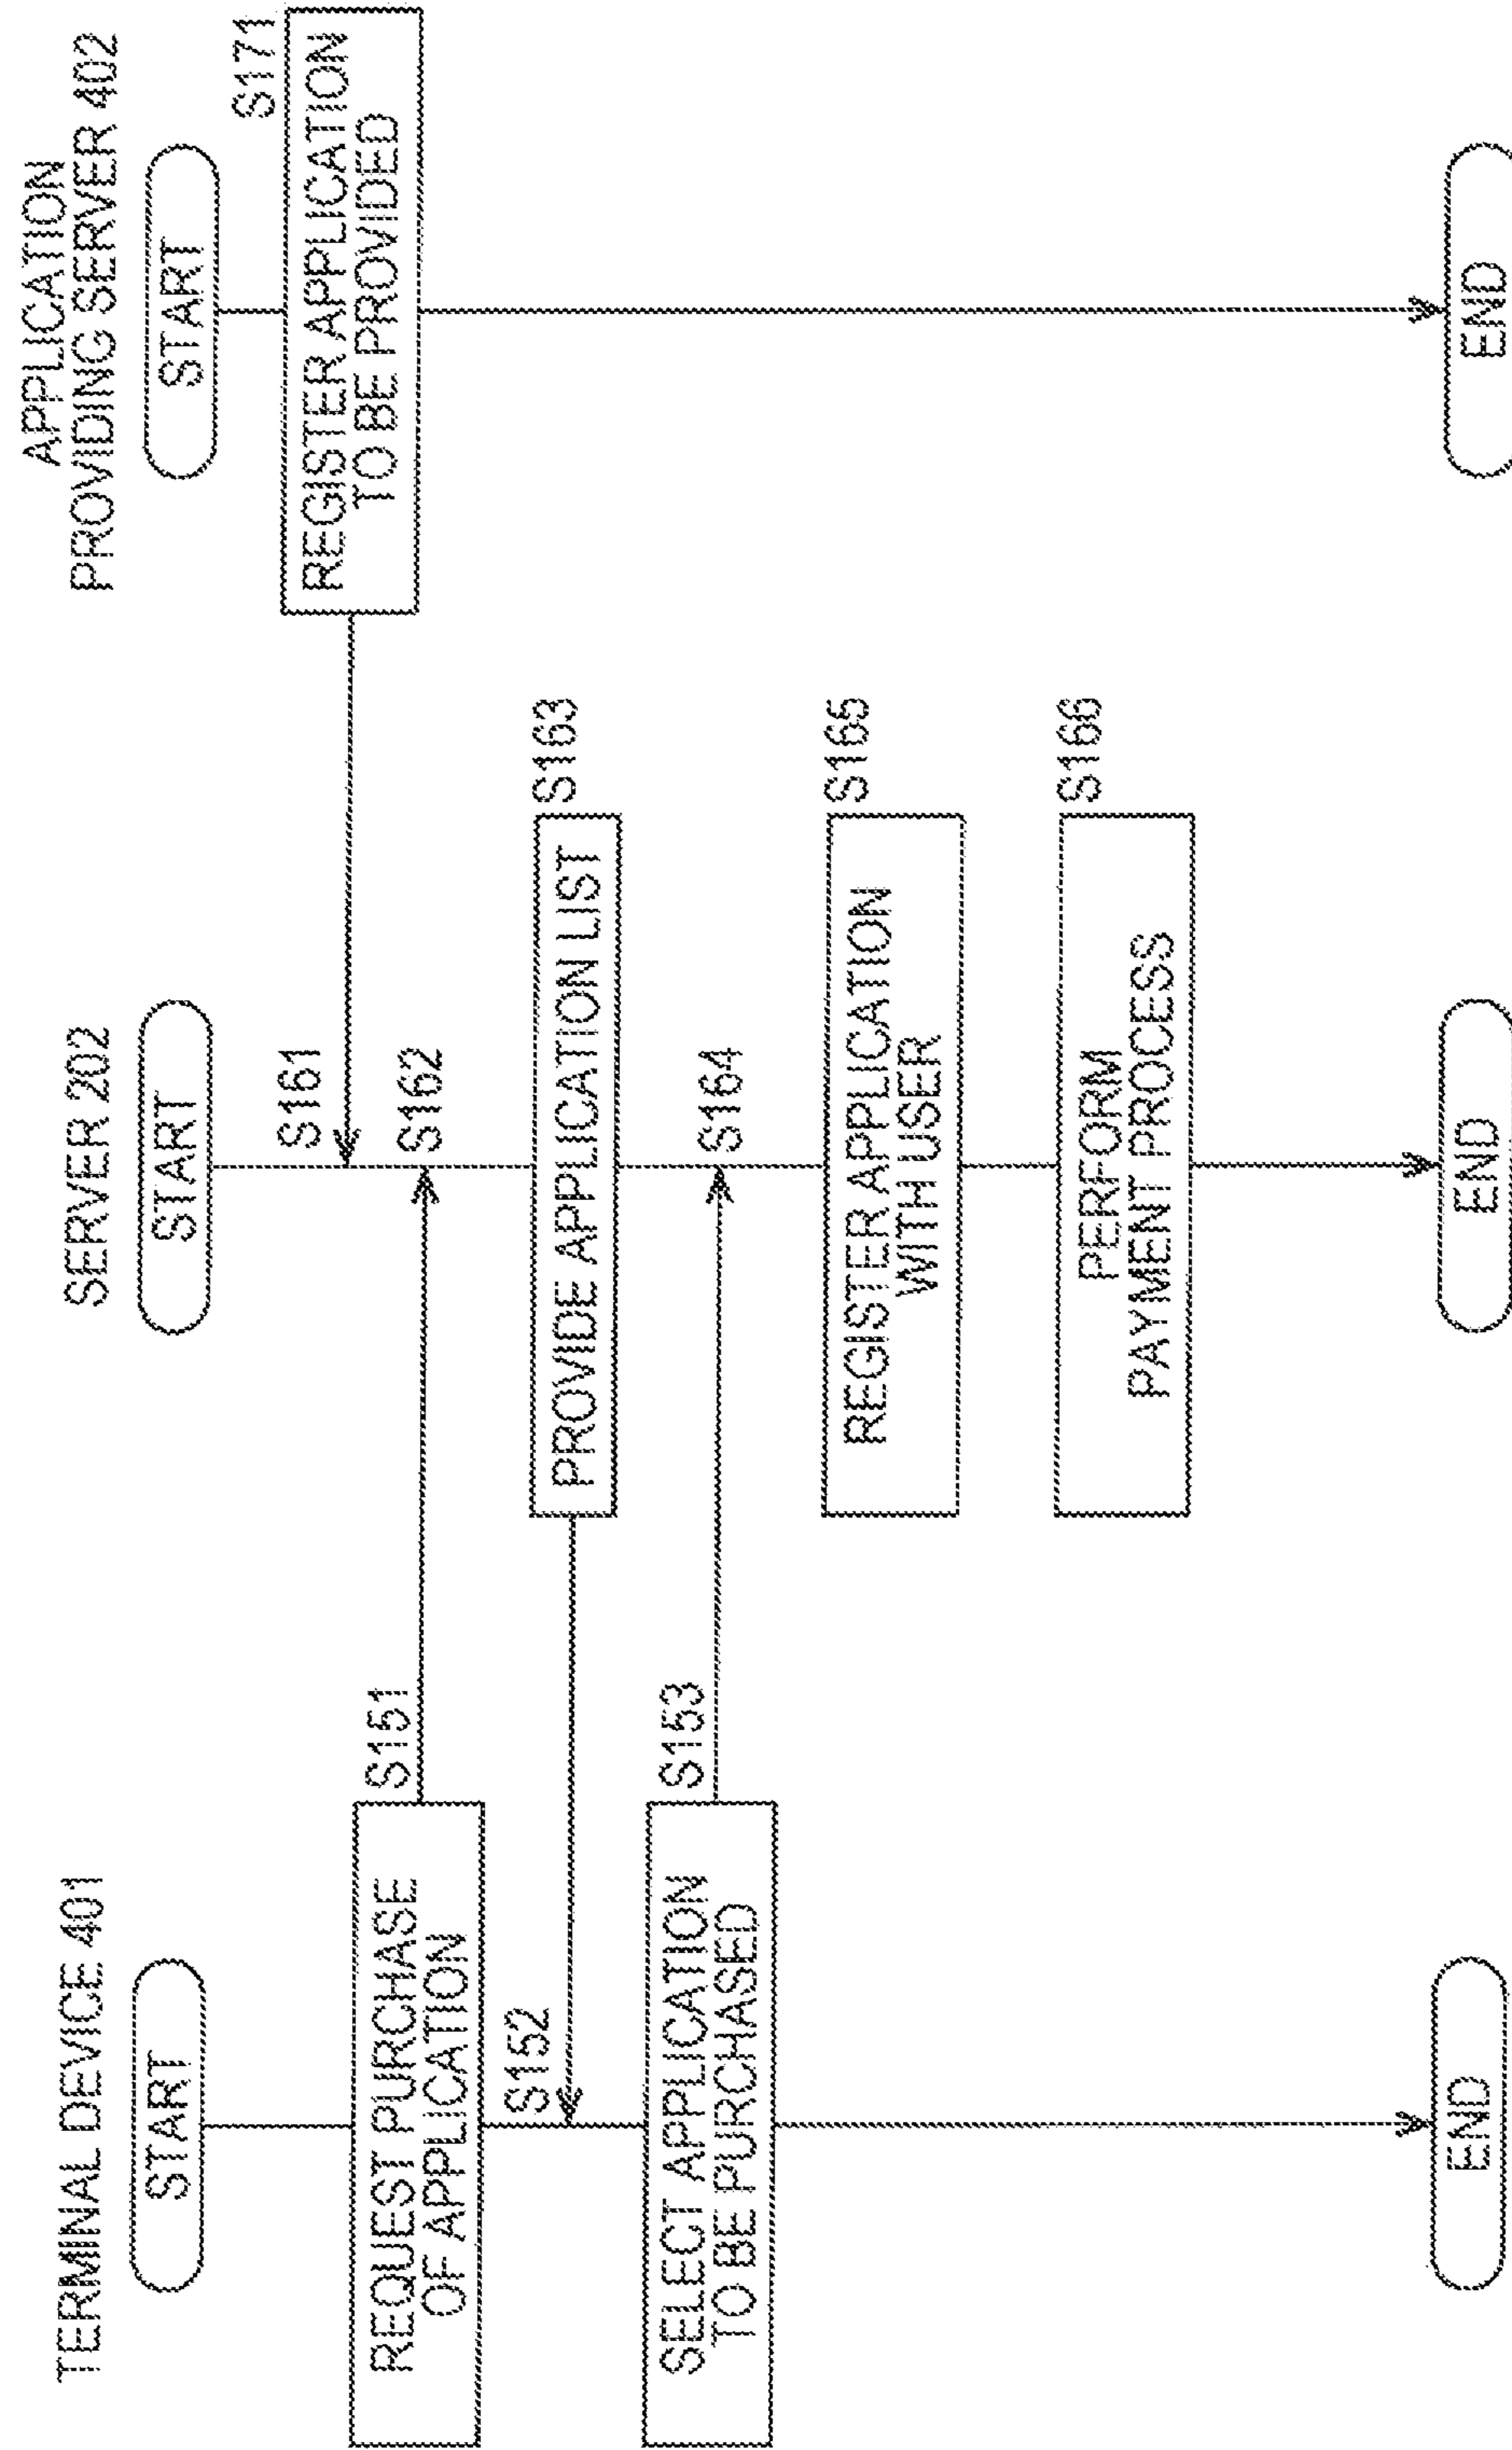 TERMINAL DEVICE 401
START
REQUEST PURCHASE
OF APPLICATION
S151
S152
SELECT APPLICATION
TO BE PURCHASED
S153
END
SERVER 202
START
S161
S162
PROVIDE APPLICATION LIST
S163
S164
REGISTER APPLICATION
WITH USER
S165
PERFORM
PAYMENT PROCESS
S166
END
APPLICATION
PROVIDING SERVER 402
START
S171
REGISTER APPLICATION
TO BE PROVIDED
END